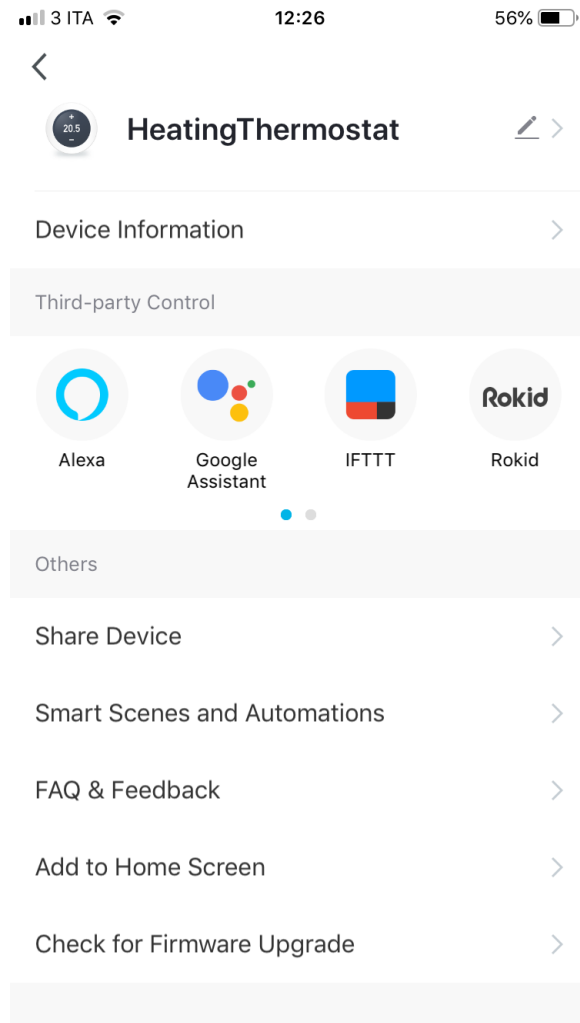 3 ITA 12:26 56%
20.5
HeatingThermostat
Device Information
Third-party Control
Rokid
Alexa Google IFTTT Rokid
Assistant
Others
Share Device
Smart Scenes and Automations
FAQ & Feedback
Add to Home Screen
Check for Firmware Upgrade